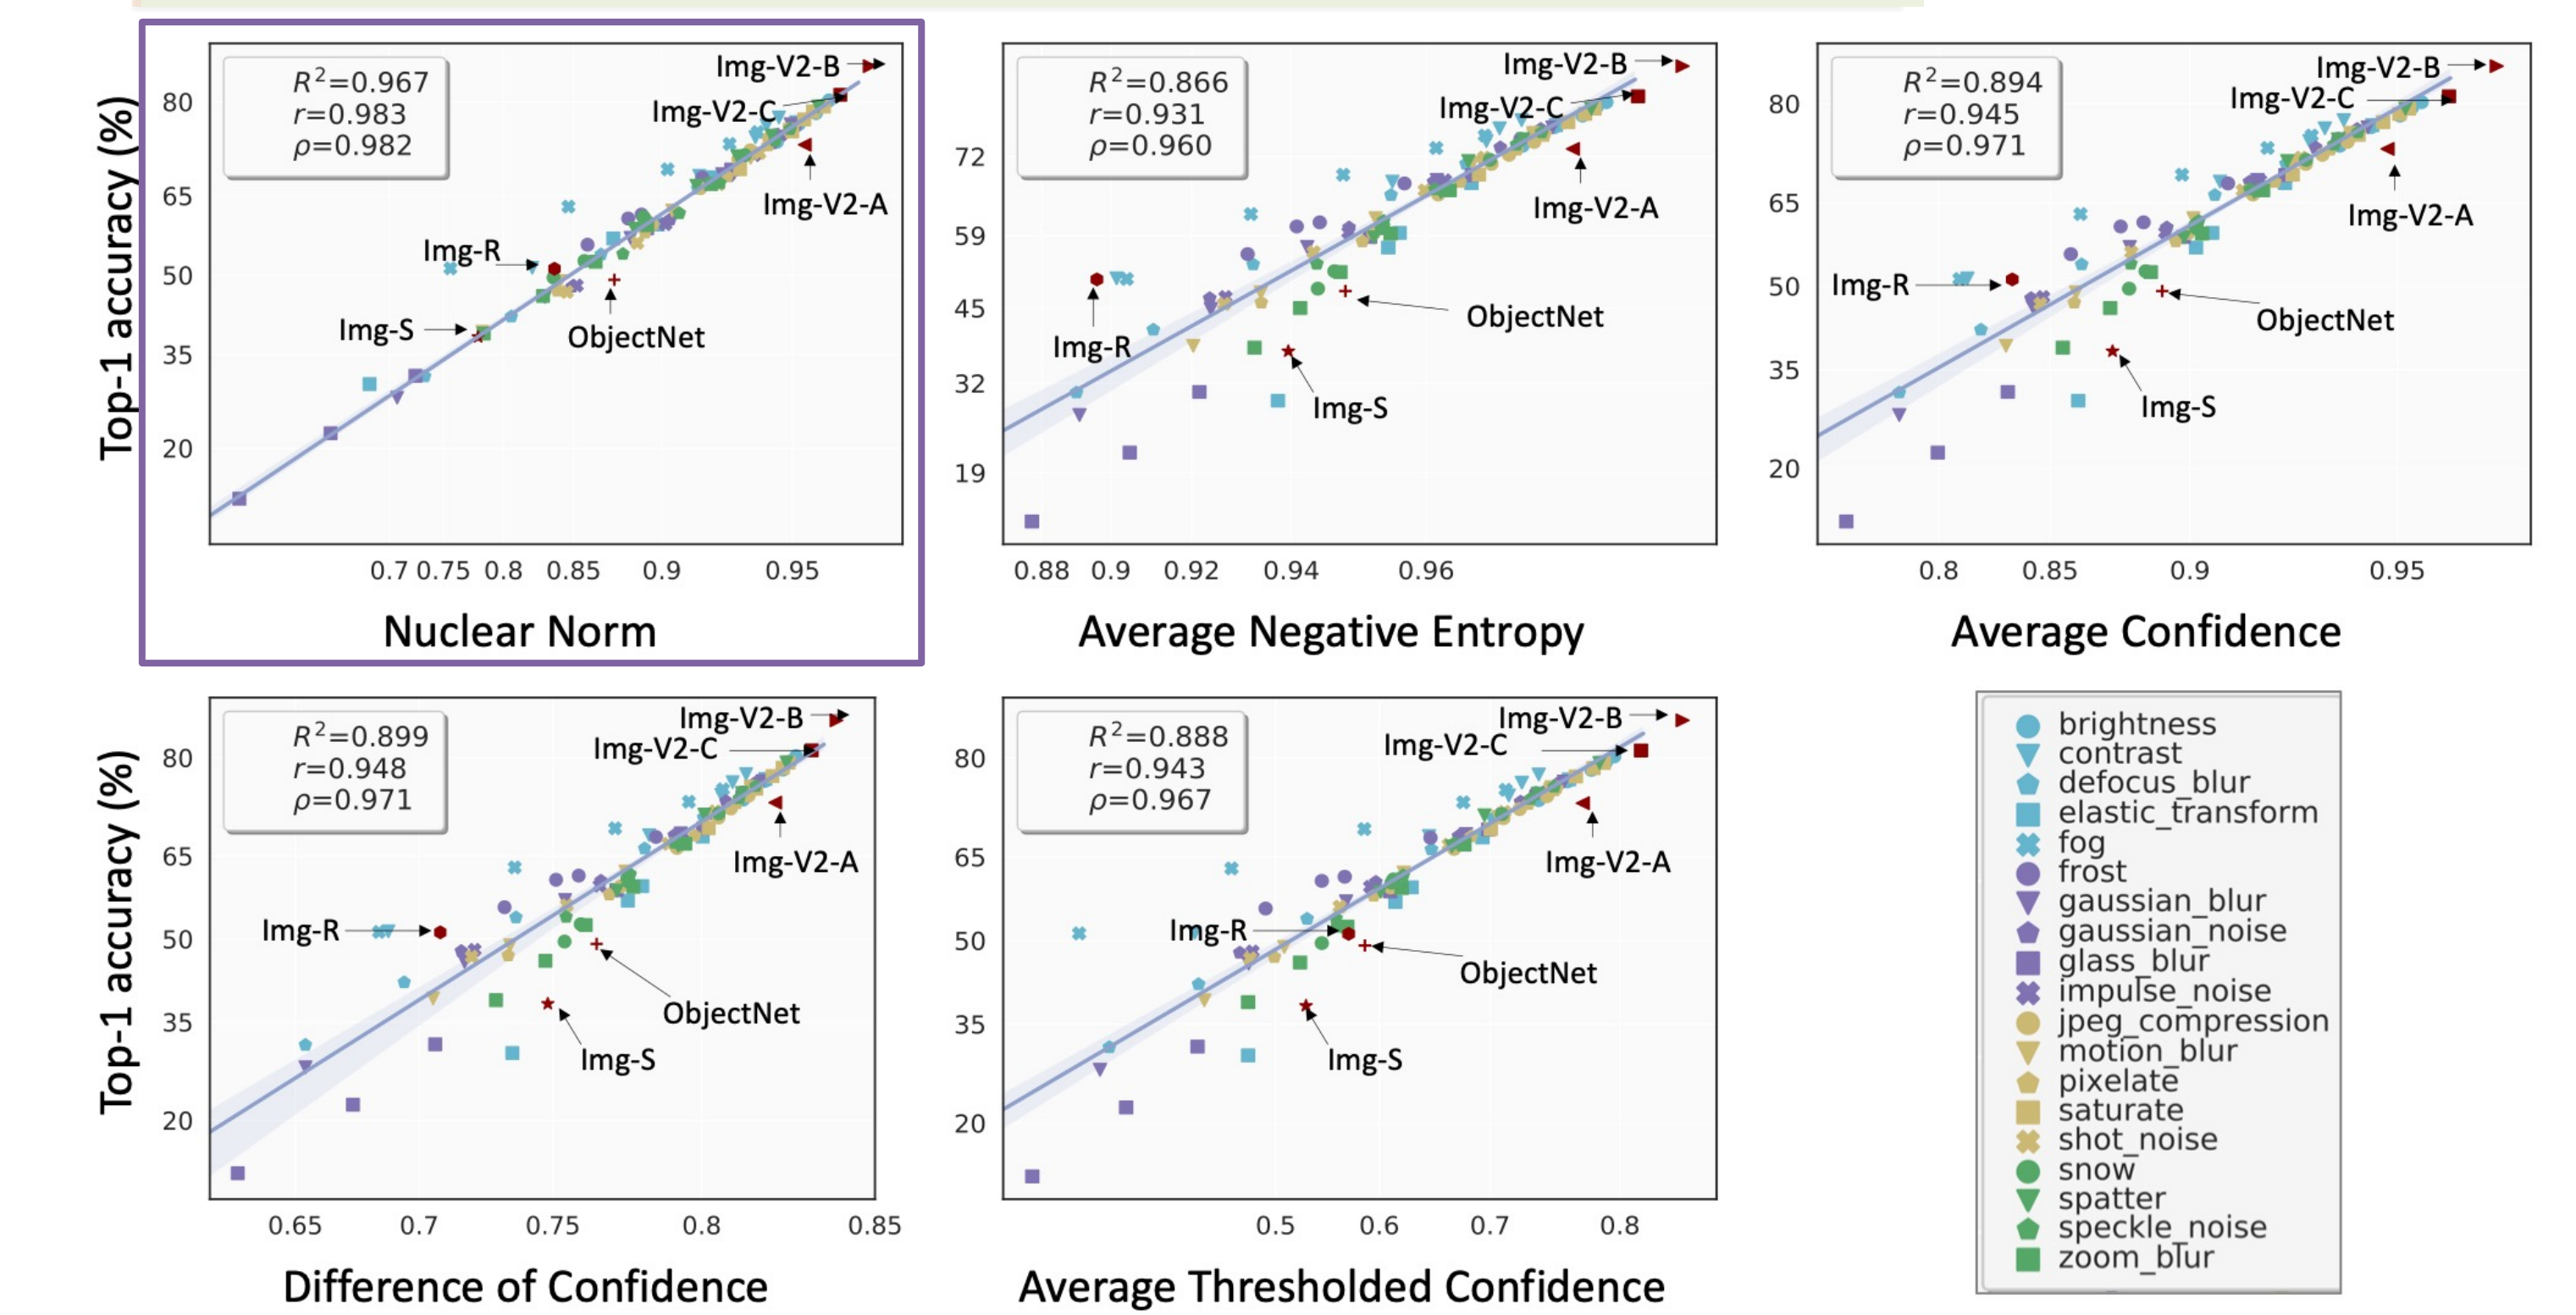 Top-1 accuracy (%)
R²=0.967
r=0.983
ρ=0.982
Img-V2-B
Img-V2-C
Img-V2-A
Img-R
Img-S
ObjectNet
80
65
50
35
20
0.7 0.75 0.8 0.85 0.9 0.95
Nuclear Norm
R²=0.866
r=0.931
ρ=0.960
Img-V2-B
Img-V2-C
Img-V2-A
Img-R
ObjectNet
Img-S
72
59
45
32
19
0.88 0.9 0.92 0.94 0.96
Average Negative Entropy
R²=0.894
r=0.945
ρ=0.971
Img-V2-B
Img-V2-C
Img-V2-A
Img-R
ObjectNet
Img-S
80
65
50
35
20
0.8 0.85 0.9 0.95
Average Confidence
Top-1 accuracy (%)
R²=0.899
r=0.948
ρ=0.971
Img-V2-B
Img-V2-C
Img-V2-A
Img-R
ObjectNet
Img-S
80
65
50
35
20
0.65 0.7 0.75 0.8 0.85
Difference of Confidence
R²=0.888
r=0.943
ρ=0.967
Img-V2-B
Img-V2-C
Img-V2-A
Img-R
ObjectNet
Img-S
80
65
50
35
20
0.5 0.6 0.7 0.8
Average Thresholded Confidence
brightness
contrast
defocus_blur
elastic_transform
fog
frost
gaussian_blur
gaussian_noise
glass_blur
impulse_noise
jpeg_compression
motion_blur
pixelate
saturate
shot_noise
snow
spatter
speckle_noise
zoom_blur